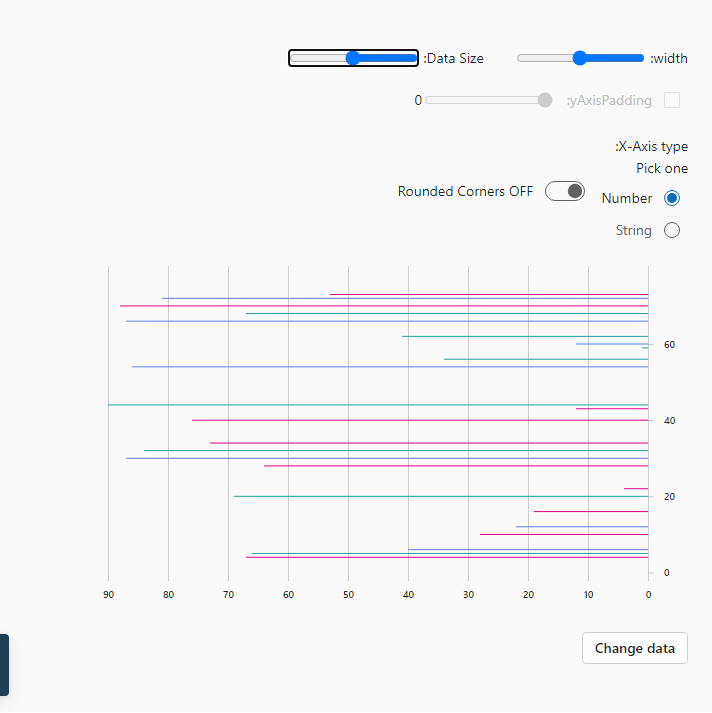 :width
:Data Size
:yAxisPadding
0
:X-Axis type
Pick one
Number
Rounded Corners OFF
String
60
40
20
0
90
80
70
60
50
40
30
20
10
0
Change data